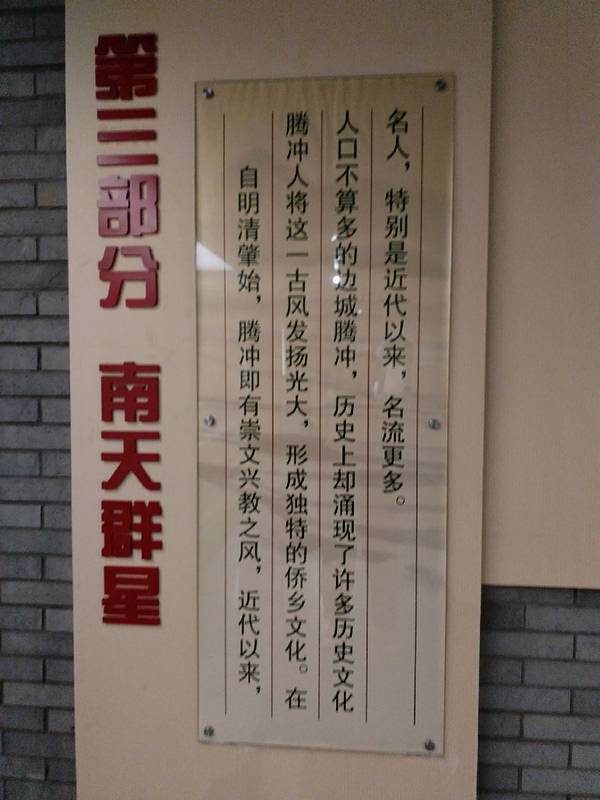 第三部分 南天群星
自明清肇始，腾冲即有崇文兴教之风，近代以来，
腾冲人将这一古风发扬光大，形成独特的侨乡文化。在
人口不算多的边城腾冲，历史上却涌现了许多历史文化
名人，特别是近代以来，名流更多。